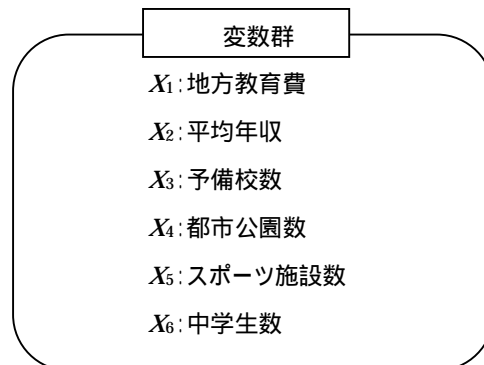 変数群
X1:地方教育費
X2:平均年収
X3:予備校数
X4:都市公園数
X5:スポーツ施設数
X6:中学生数